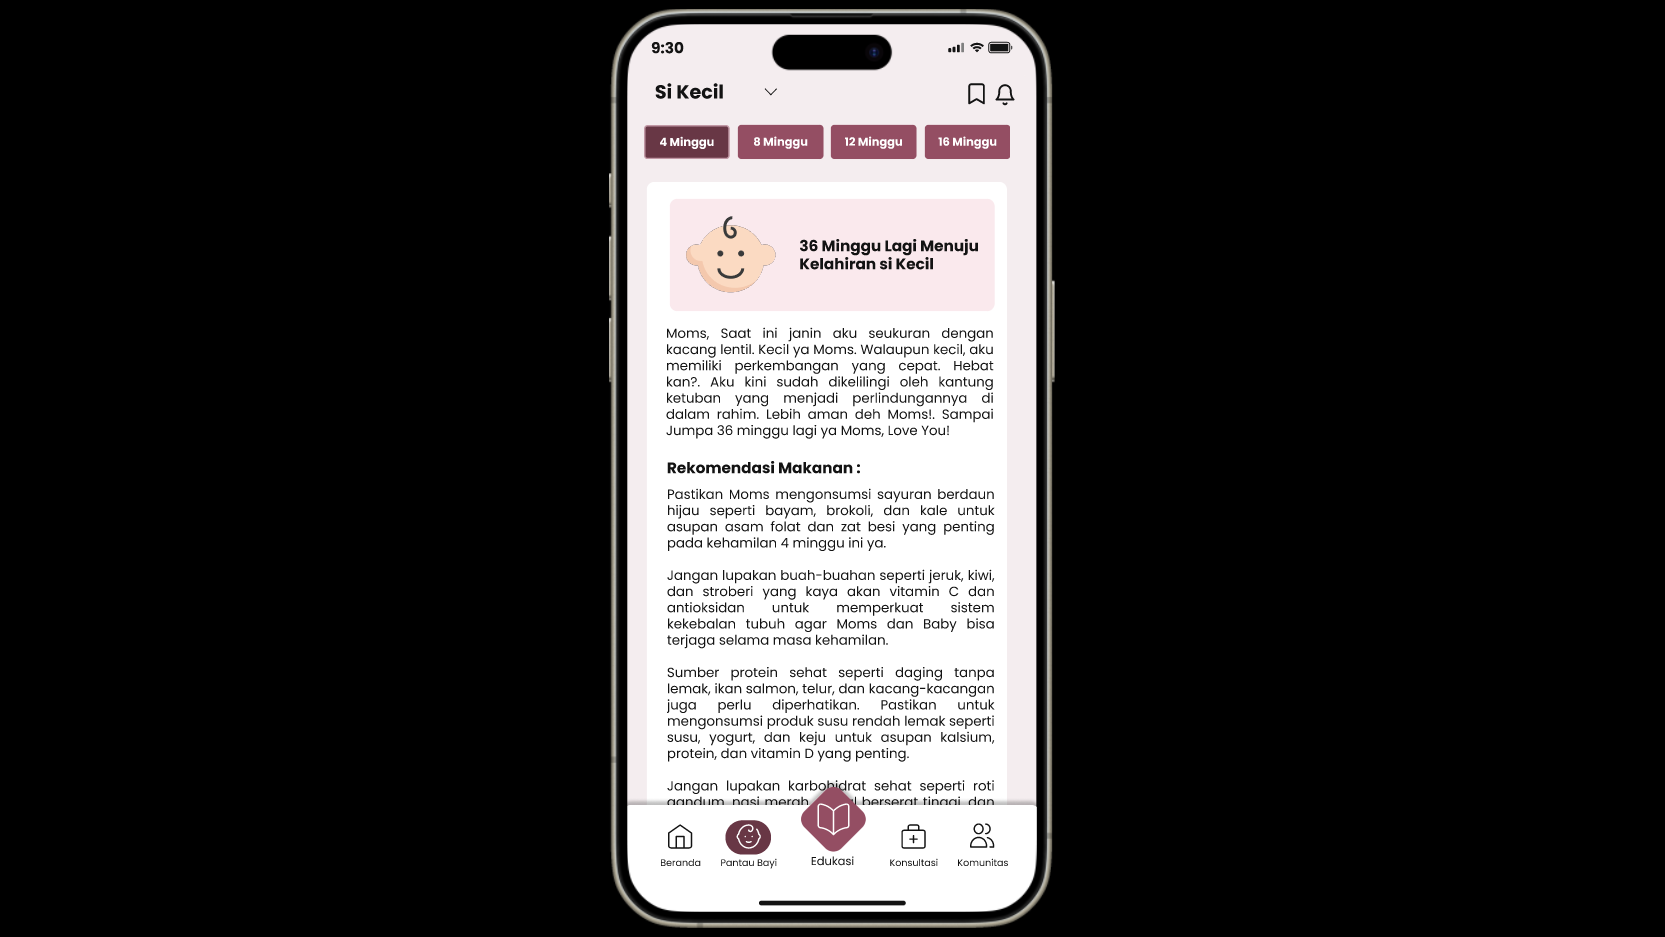 9:30
Si Kecil
4 Minggu
8 Minggu
12 Minggu
16 Minggu
36 Minggu Lagi Menuju
Kelahiran si Kecil
Moms, Saat ini janin aku seukuran dengan
kacang lentil. Kecil ya Moms. Walaupun kecil, aku
memiliki perkembangan yang cepat. Hebat
kan?. Aku kini sudah dikelilingi oleh kantung
ketuban yang menjadi perlindungannya di
dalam rahim. Lebih aman deh Moms!. Sampai
Jumpa 36 minggu lagi ya Moms, Love You!
Rekomendasi Makanan :
Pastikan Moms mengonsumsi sayuran berdaun
hijau seperti bayam, brokoli, dan kale untuk
asupan asam folat dan zat besi yang penting
pada kehamilan 4 minggu ini ya.
Jangan lupakan buah-buahan seperti jeruk, kiwi,
dan stroberi yang kaya akan vitamin C dan
antioksidan untuk memperkuat sistem
kekebalan tubuh agar Moms dan Baby bisa
terjaga selama masa kehamilan.
Sumber protein sehat seperti daging tanpa
lemak, ikan salmon, telur, dan kacang-kacangan
juga perlu diperhatikan. Pastikan untuk
mengonsumsi produk susu rendah lemak seperti
susu, yogurt, dan keju untuk asupan kalsium,
protein, dan vitamin D yang penting.
Jangan lupakan karbohidrat sehat seperti roti
gandum, nasi merah, berserat tinggi, dan
Beranda
Pantau Bayi
Edukasi
Konsultasi
Komunitas